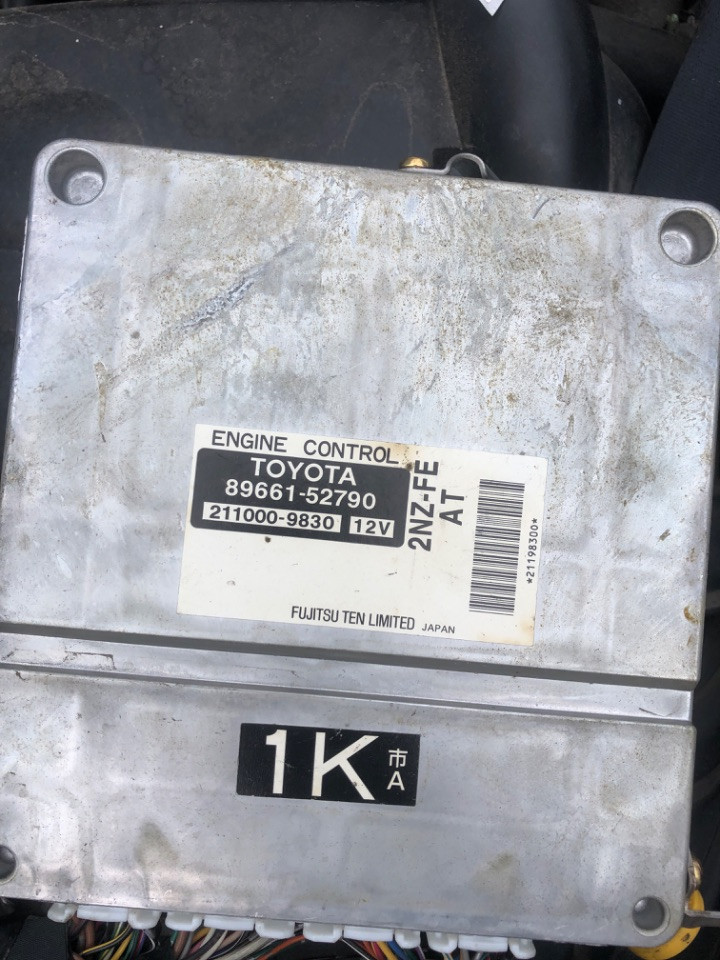 ENGINE CONTROL
TOYOTA
89661-52790
211000-9830 12V
2NZ-FE
AT
*21198300*
FUJITSU TEN LIMITED JAPAN
1K 市A